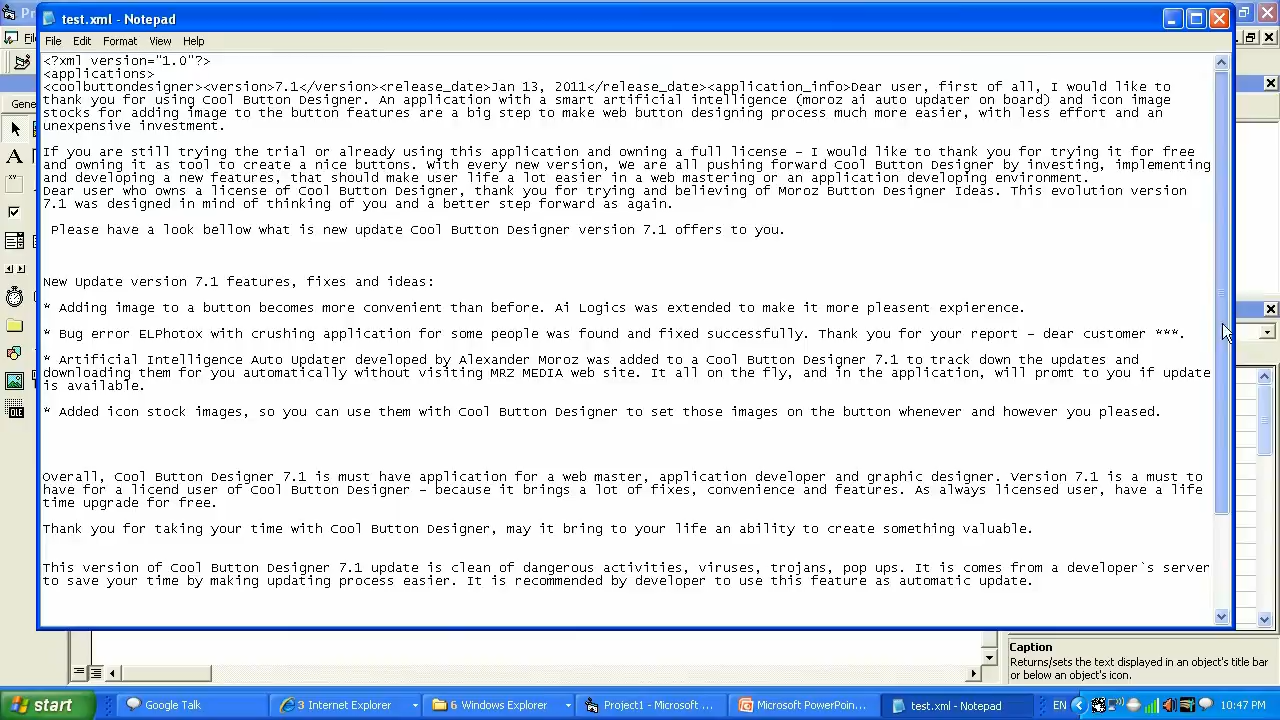 test.xml - Notepad
File Edit Format View Help
<?xml version="1.0"?>
<applications>
<coolbuttondesigner><version>7.1</version><release_date>Jan 13, 2011</release_date><application_info>Dear user, first of all, I would like to
thank you for using Cool Button Designer. An application with a smart artificial intelligence (moroz ai auto updater on board) and icon image
stocks for adding image to the button features are a big step to make web button designing process much more easier, with less effort and an
unexpensive investment.
If you are still trying the trial or already using this application and owning a full license - I would like to thank you for trying it for free
and owning it as tool to create a nice buttons. With every new version, We are all pushing forward Cool Button Designer by investing, implementing
and developing a new features, that should make user life a lot easier in a web mastering or an application developing environment.
Dear user who owns a license of Cool Button Designer, thank you for trying and believing of Moroz Button Designer Ideas. This evolution version
7.1 was designed in mind of thinking of you and a better step forward as again.
Please have a look bellow what is new update Cool Button Designer version 7.1 offers to you.
New Update version 7.1 features, fixes and ideas:
* Adding image to a button becomes more convenient than before. Ai Logics was extended to make it more pleasent expierence.
* Bug error ELPhotox with crushing application for some people is found and fixed successfully. Thank you for your report - dear customer ***.
* Artificial Intelligence Auto Updater developed by Alexander Moroz was added to a Cool Button Designer 7.1 to track down the updates and
downloading them for you automatically without visiting MRZ MEDIA web site. It all on the fly, and in the application, will promt to you if update
is available.
* Added icon stock images, so you can use them with Cool Button Designer to set those images on the button whenever and however you pleased.
Overall, Cool Button Designer 7.1 is must have application for a web master, application developer and graphic designer. Version 7.1 is a must to
have for a licend user of Cool Button Designer - because it brings a lot of fixes, convenience and features. As always licensed user, have a life
time upgrade for free.
Thank you for taking your time with Cool Button Designer, may it bring to your life an ability to create something valuable.
This version of Cool Button Designer 7.1 update is clean of dangerous activities, viruses, trojans, pop ups. It is comes from a developer`s server
to save your time by making updating process easier. It is recommended by developer to use this feature as automatic update.
Gene
Caption
Returns/sets the text displayed in an object's title bar
or below an object's icon.
start Google Talk 3 Internet Explorer 6 Windows Explorer Project1 - Microsoft ... Microsoft PowerPoin... test.xml - Notepad EN 10:47 PM